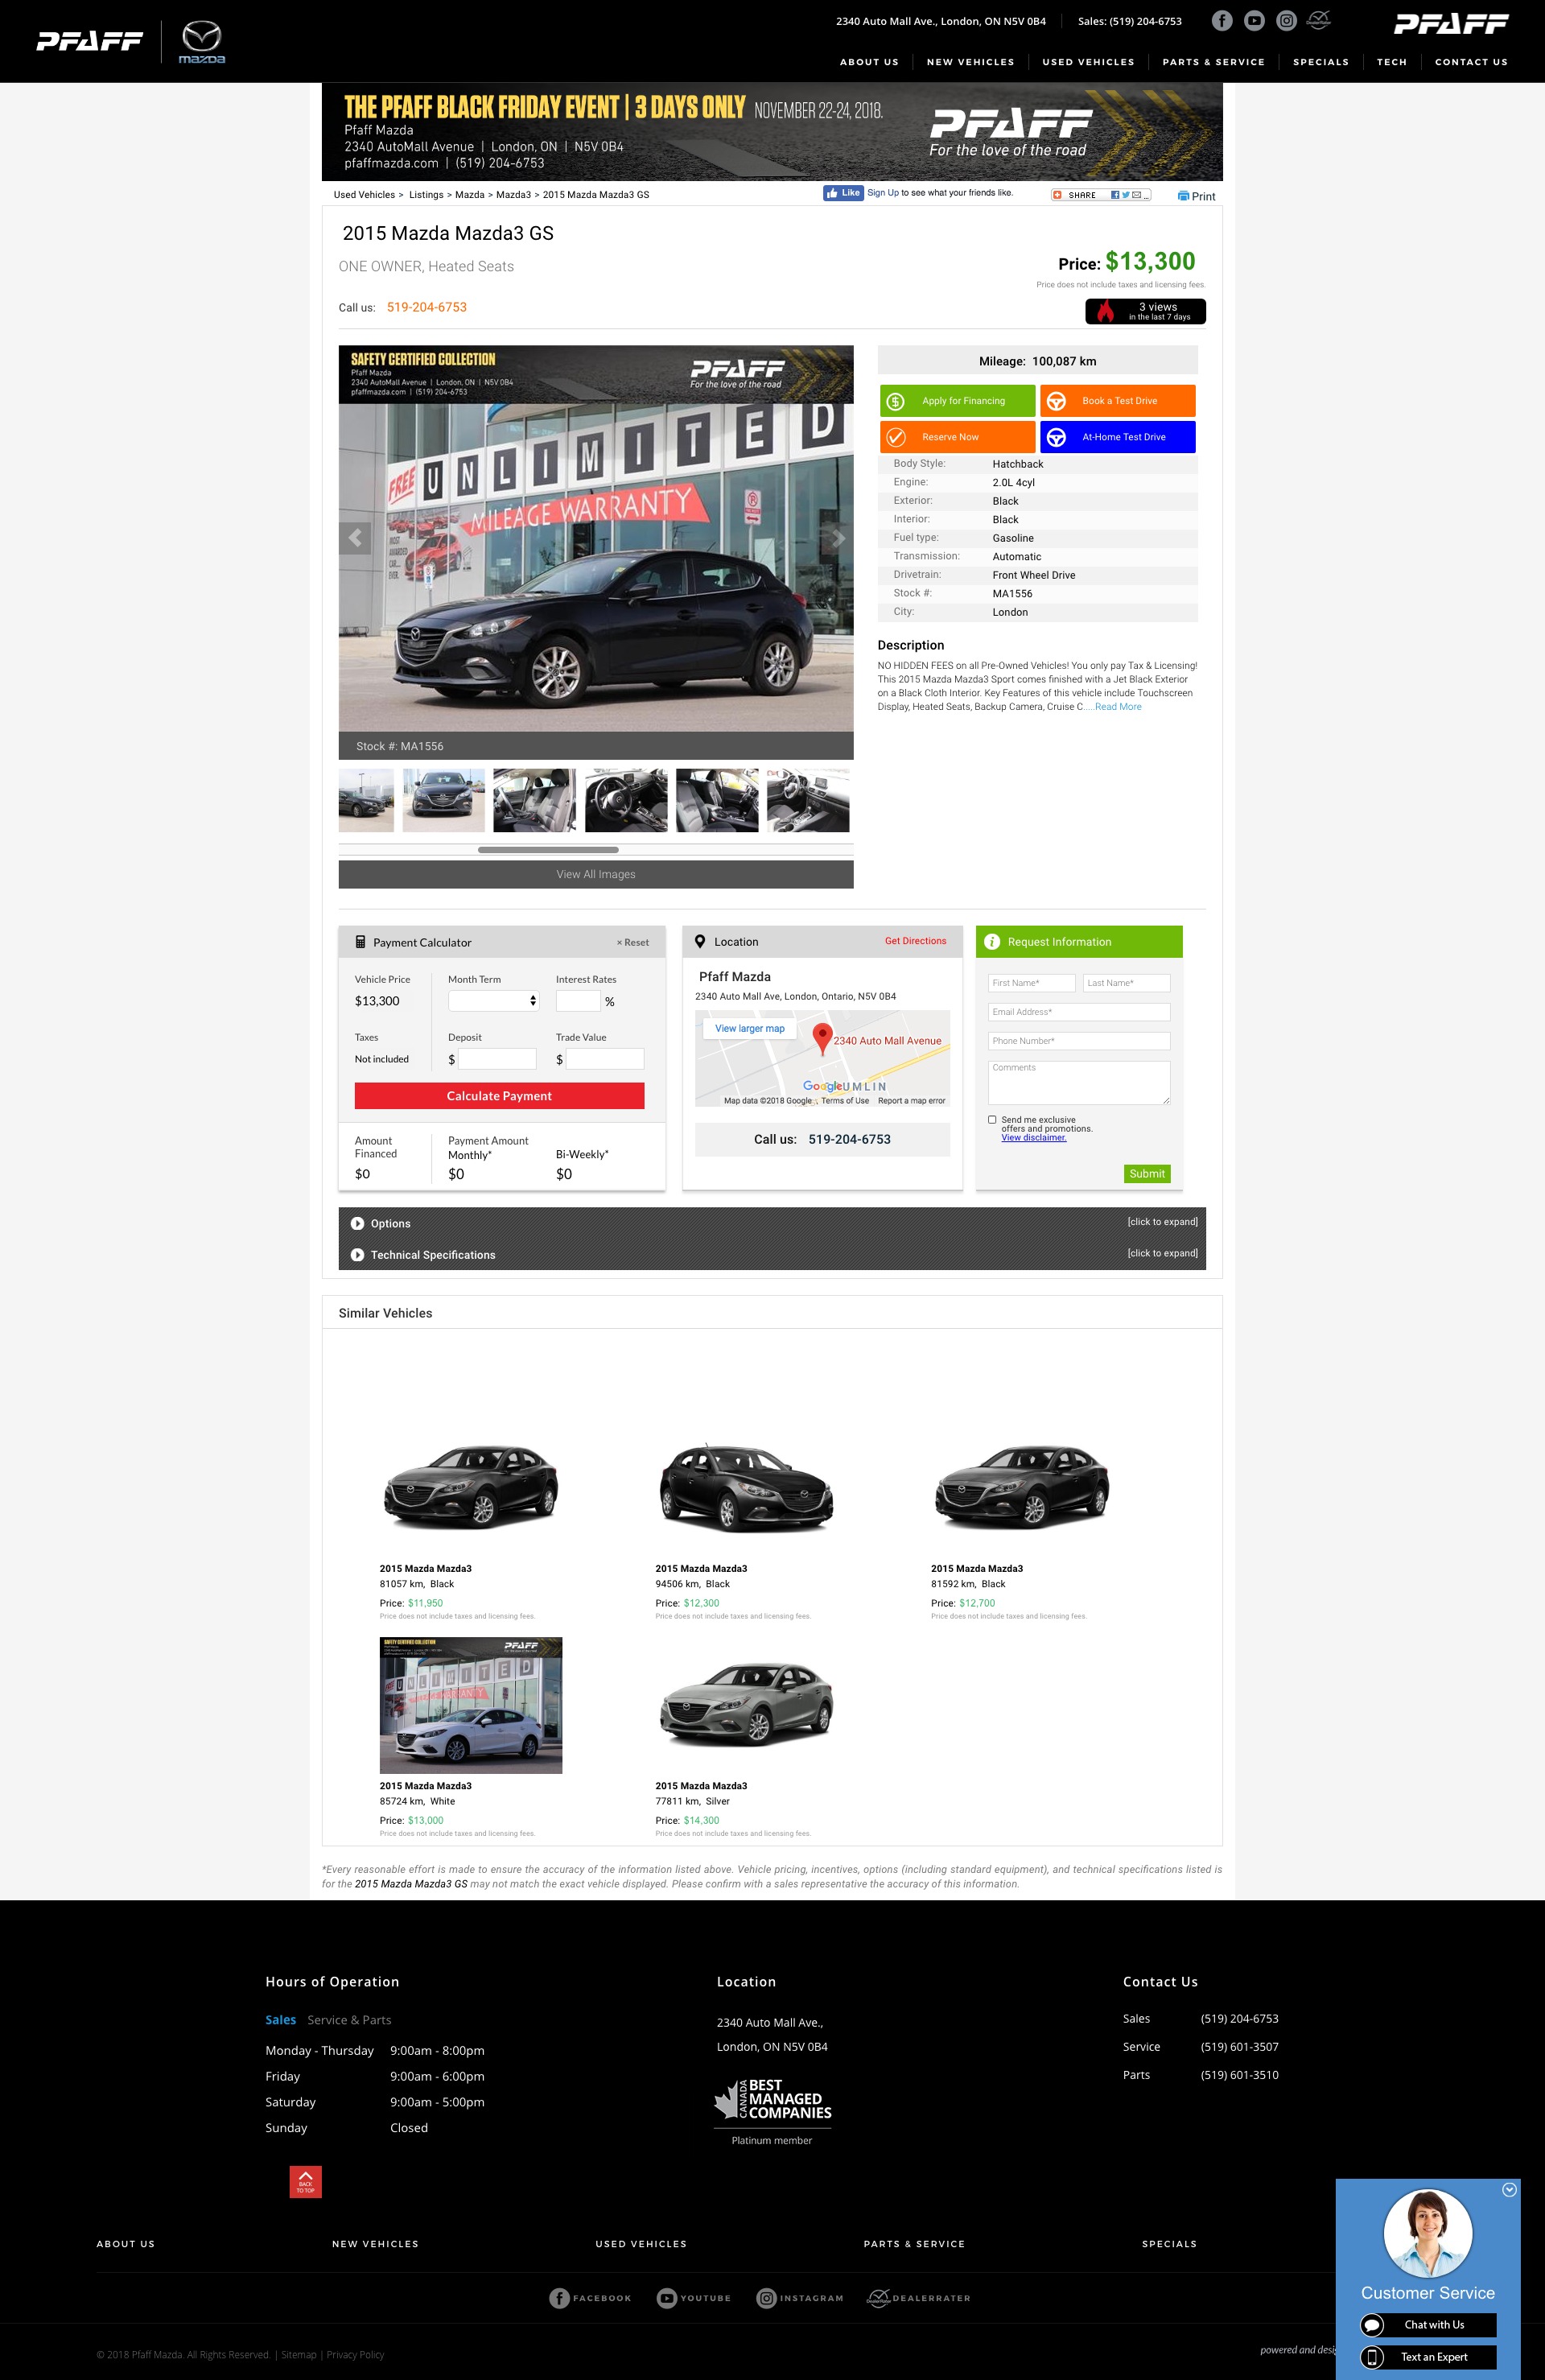 PFAFF
mazda
2340 Auto Mall Ave., London, ON N5V 0B4
Sales: (519) 204-6753
PFAFF
ABOUT US
NEW VEHICLES
USED VEHICLES
PARTS & SERVICE
SPECIALS
TECH
CONTACT US
THE PFAFF BLACK FRIDAY EVENT | 3 DAYS ONLY NOVEMBER 22-24, 2018.
Pfaff Mazda
2340 AutoMall Avenue | London, ON | N5V 0B4
pfaffmazda.com | (519) 204-6753
PFAFF
For the love of the road
Used Vehicles > Listings > Mazda > Mazda3 > 2015 Mazda Mazda3 GS
Like
Sign Up to see what your friends like.
SHARE
Print
2015 Mazda Mazda3 GS
ONE OWNER, Heated Seats
Price: $13,300
Price does not include taxes and licensing fees.
Call us: 519-204-6753
3 views
in the last 7 days
SAFETY CERTIFIED COLLECTION
Pfaff Mazda
2340 AutoMall Avenue | London, ON | N5V 0B4
pfaffmazda.com | (519) 204-6753
PFAFF
For the love of the road
FREE UNLIMITED
MILEAGE WARRANTY
MOST
AWARDED
CAR...
EVER.
Stock #: MA1556
View All Images
Mileage: 100,087 km
Apply for Financing
Book a Test Drive
Reserve Now
At-Home Test Drive
Body Style: Hatchback
Engine: 2.0L 4cyl
Exterior: Black
Interior: Black
Fuel type: Gasoline
Transmission: Automatic
Drivetrain: Front Wheel Drive
Stock #: MA1556
City: London
Description
NO HIDDEN FEES on all Pre-Owned Vehicles! You only pay Tax & Licensing!
This 2015 Mazda Mazda3 Sport comes finished with a Jet Black Exterior
on a Black Cloth Interior. Key Features of this vehicle include Touchscreen
Display, Heated Seats, Backup Camera, Cruise C.....Read More
Payment Calculator
× Reset
Vehicle Price
Month Term
Interest Rates
$13,300
%
Taxes
Deposit
Trade Value
Not included
$
$
Calculate Payment
Amount
Financed
Payment Amount
Monthly*
Bi-Weekly*
$0
$0
$0
Location
Get Directions
Pfaff Mazda
2340 Auto Mall Ave, London, Ontario, N5V 0B4
View larger map
2340 Auto Mall Avenue
Google
UMLIN
Map data ©2018 Google
Terms of Use
Report a map error
Call us: 519-204-6753
Request Information
First Name*
Last Name*
Email Address*
Phone Number*
Comments
Send me exclusive
offers and promotions.
View disclaimer.
Submit
Options
[click to expand]
Technical Specifications
[click to expand]
Similar Vehicles
2015 Mazda Mazda3
81057 km, Black
Price: $11,950
Price does not include taxes and licensing fees.
2015 Mazda Mazda3
94506 km, Black
Price: $12,300
Price does not include taxes and licensing fees.
2015 Mazda Mazda3
81592 km, Black
Price: $12,700
Price does not include taxes and licensing fees.
SAFETY CERTIFIED COLLECTION
PFAFF
UNLIMITED
WARRANTY
2015 Mazda Mazda3
85724 km, White
Price: $13,000
Price does not include taxes and licensing fees.
2015 Mazda Mazda3
77811 km, Silver
Price: $14,300
Price does not include taxes and licensing fees.
*Every reasonable effort is made to ensure the accuracy of the information listed above. Vehicle pricing, incentives, options (including standard equipment), and technical specifications listed is
for the 2015 Mazda Mazda3 GS may not match the exact vehicle displayed. Please confirm with a sales representative the accuracy of this information.
Hours of Operation
Sales Service & Parts
Monday - Thursday 9:00am - 8:00pm
Friday 9:00am - 6:00pm
Saturday 9:00am - 5:00pm
Sunday Closed
BACK
TO TOP
Location
2340 Auto Mall Ave.,
London, ON N5V 0B4
CANADA
BEST
MANAGED
COMPANIES
Platinum member
Contact Us
Sales (519) 204-6753
Service (519) 601-3507
Parts (519) 601-3510
ABOUT US
NEW VEHICLES
USED VEHICLES
PARTS & SERVICE
SPECIALS
FACEBOOK
YOUTUBE
INSTAGRAM
DEALERRATER
© 2018 Pfaff Mazda. All Rights Reserved. | Sitemap | Privacy Policy
powered and desig
Customer Service
Chat with Us
Text an Expert